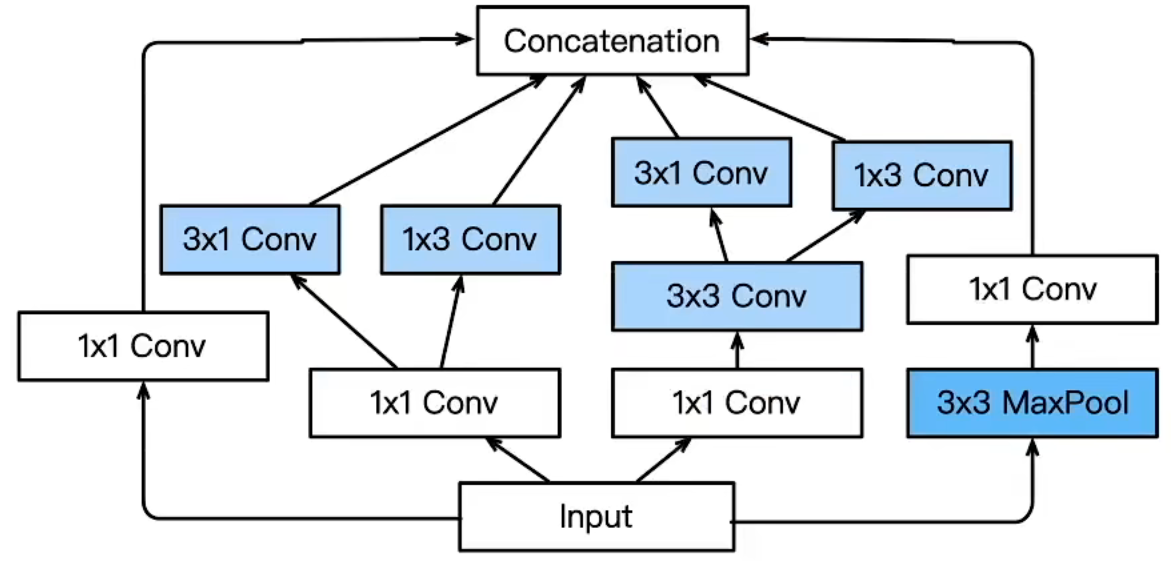 Concatenation
3x1 Conv
1x3 Conv
3x1 Conv
1x3 Conv
3x3 Conv
1x1 Conv
1x1 Conv
1x1 Conv
1x1 Conv
3x3 MaxPool
Input